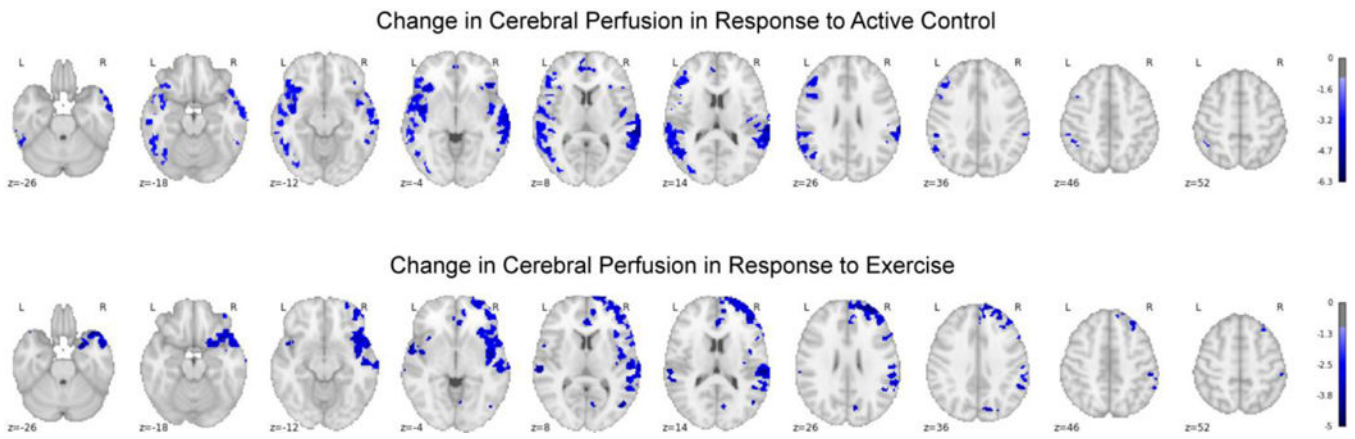 Change in Cerebral Perfusion in Response to Active Control
L R L R L R L R L R L R L R L R L R L R
0
-1.6
-3.2
-4.7
-6.3
z=-26 z=-18 z=-12 z=-4 z=8 z=14 z=26 z=36 z=46 z=52
Change in Cerebral Perfusion in Response to Exercise
L R L R L R L R L R L R L R L R L R L R
0
-1.3
-2.5
-3.8
-5
z=-26 z=-18 z=-12 z=-4 z=8 z=14 z=26 z=36 z=46 z=52